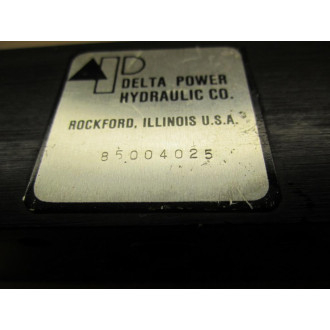 DELTA POWER
HYDRAULIC CO.
ROCKFORD, ILLINOIS U.S.A.
85004025